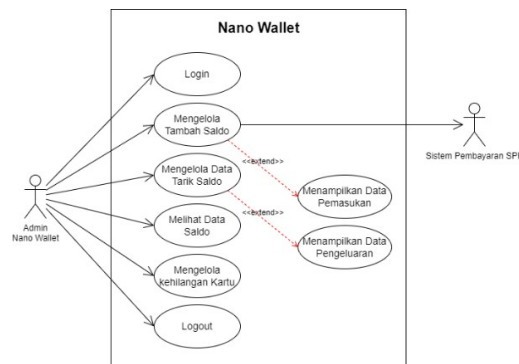 Nano Wallet
Login
Mengelola
Tambah Saldo
Sistem Pembayaran SPP
Mengelola Data
Tarik Saldo
<<extend>>
Menampilkan Data
Pemasukan
Admin
Nano Wallet
Melihat Data
Saldo
<<extend>>
Menampilkan Data
Pengeluaran
Mengelola
kehilangan Kartu
Logout